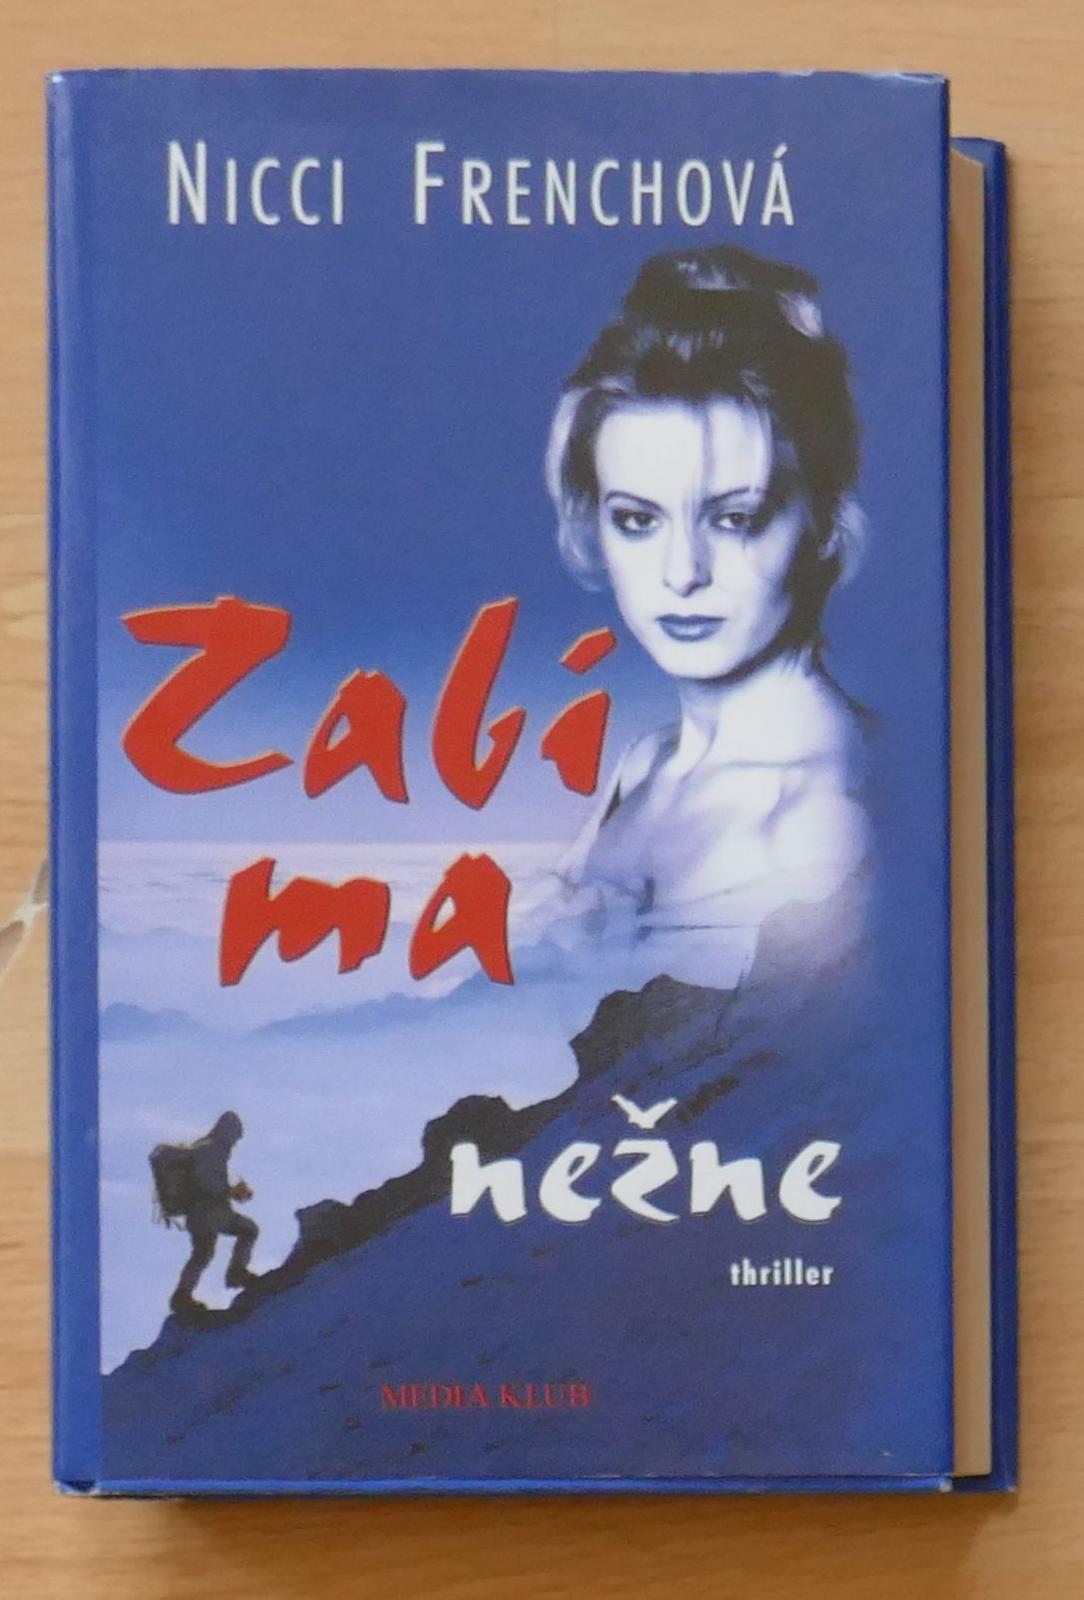 NICCI FRENCHOVÁ
Zabi
ma
nežne
thriller
MEDIA KLUB